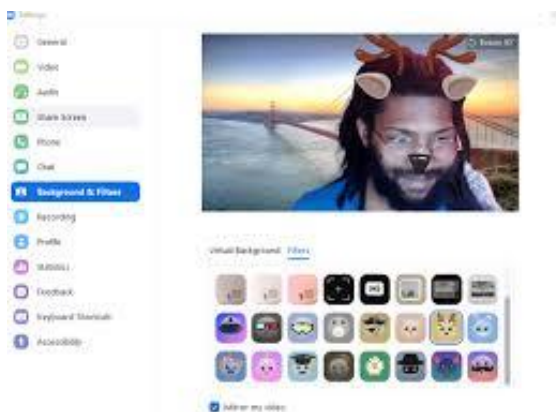 Settings
General
Video
Audio
Share Screen
Phone
Chat
Background & Filters
Recording
Profile
Statistics
Feedback
Keyboard Shortcuts
Accessibility
Virtual Background Filters
Mirror my video